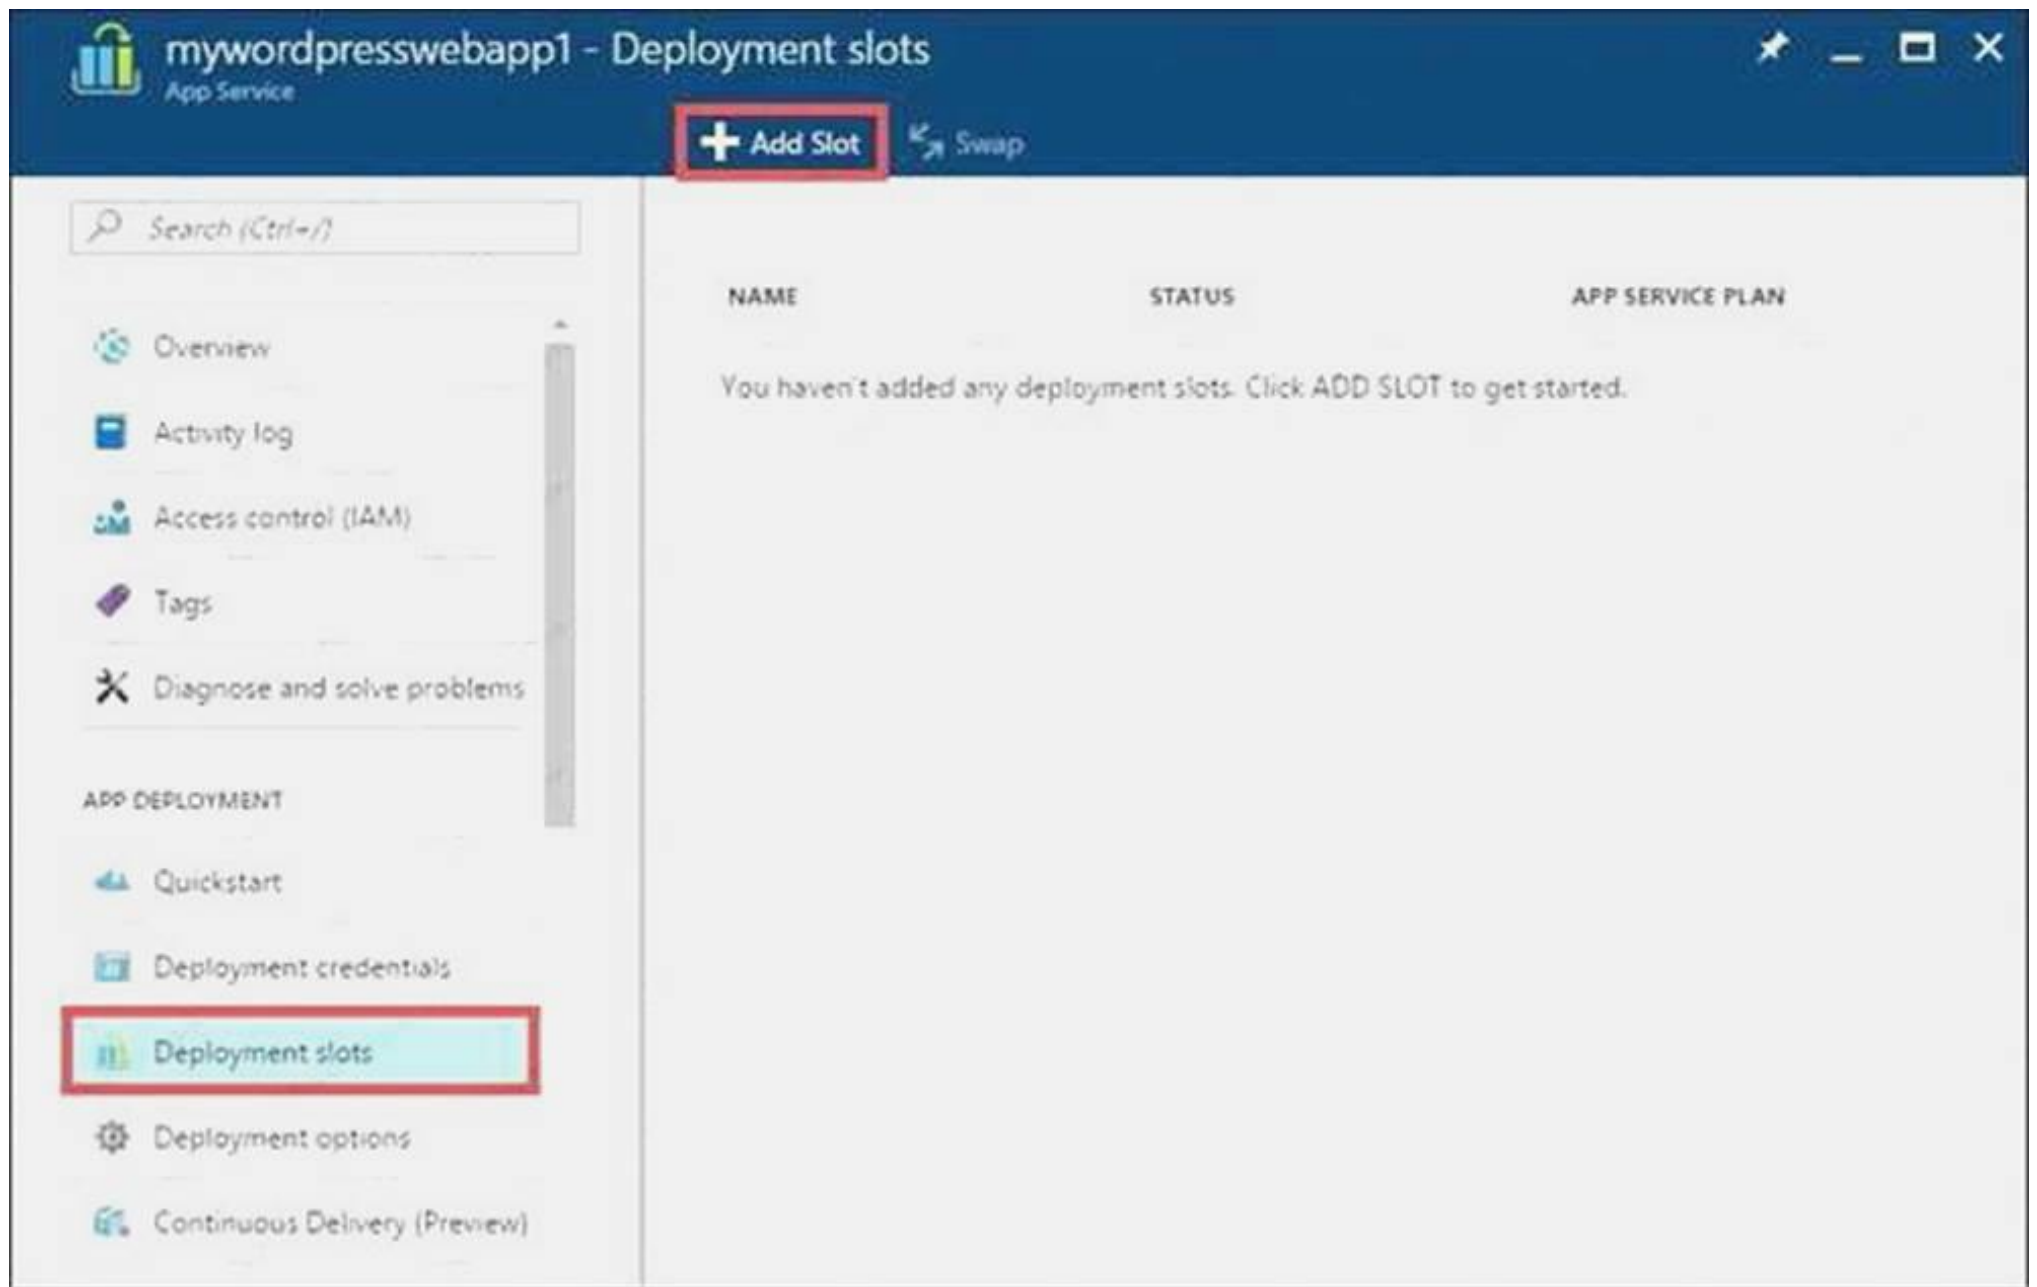 mywordpresswebapp1 - Deployment slots
App Service
Add Slot
Swap
Search (Ctrl+/)
Overview
Activity log
Access control (IAM)
Tags
Diagnose and solve problems
APP DEPLOYMENT
Quickstart
Deployment credentials
Deployment slots
Deployment options
Continuous Delivery (Preview)
NAME STATUS APP SERVICE PLAN
You haven't added any deployment slots. Click ADD SLOT to get started.